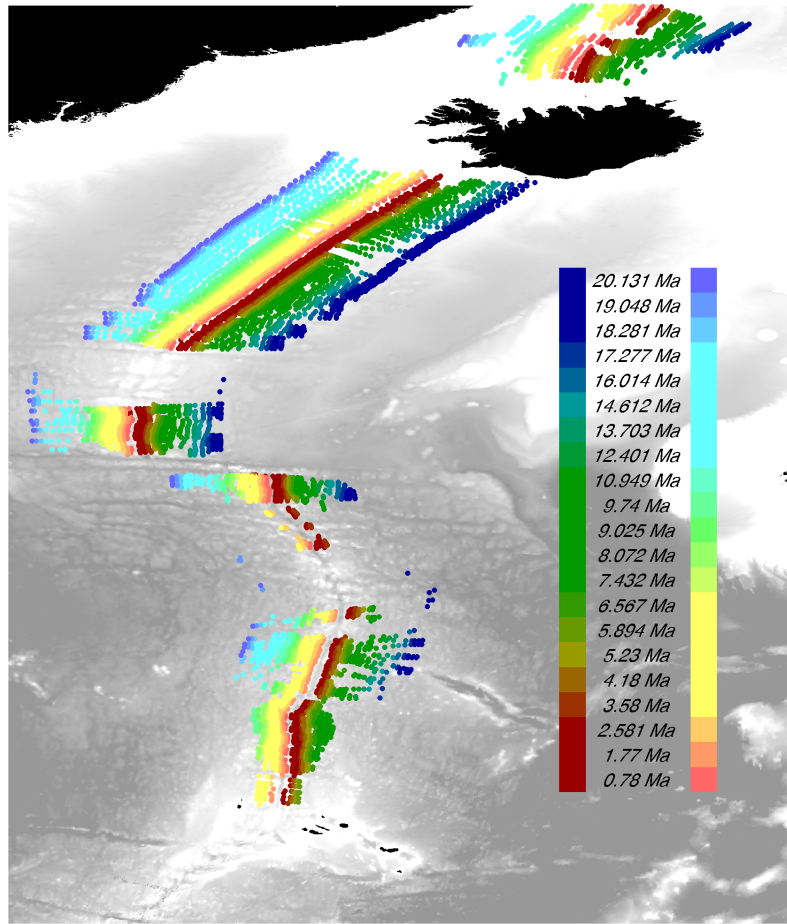 20.131 Ma
19.048 Ma
18.281 Ma
17.277 Ma
16.014 Ma
14.612 Ma
13.703 Ma
12.401 Ma
10.949 Ma
9.74 Ma
9.025 Ma
8.072 Ma
7.432 Ma
6.567 Ma
5.894 Ma
5.23 Ma
4.18 Ma
3.58 Ma
2.581 Ma
1.77 Ma
0.78 Ma